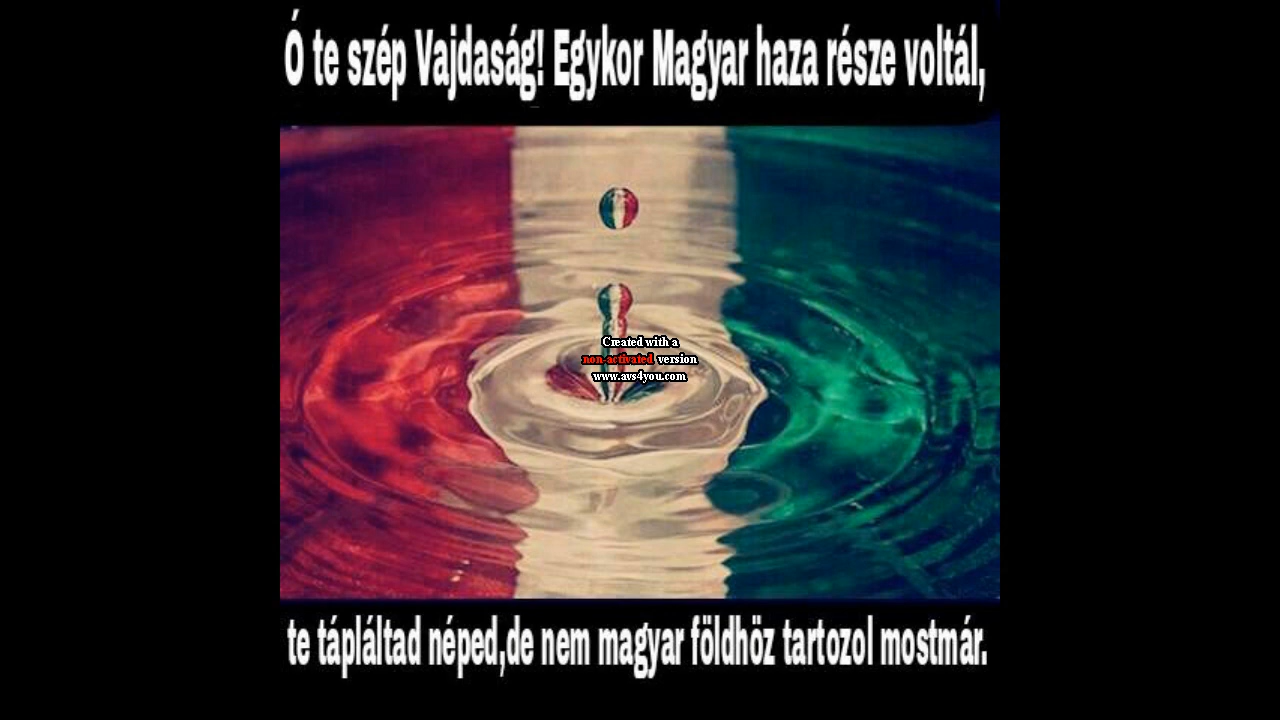 Ó te szép Vajdaság! Egykor Magyar haza része voltál,
Created with a
non-activated version
www.avs4you.com
te tápláltad néped,de nem magyar földhöz tartozol mostmár.